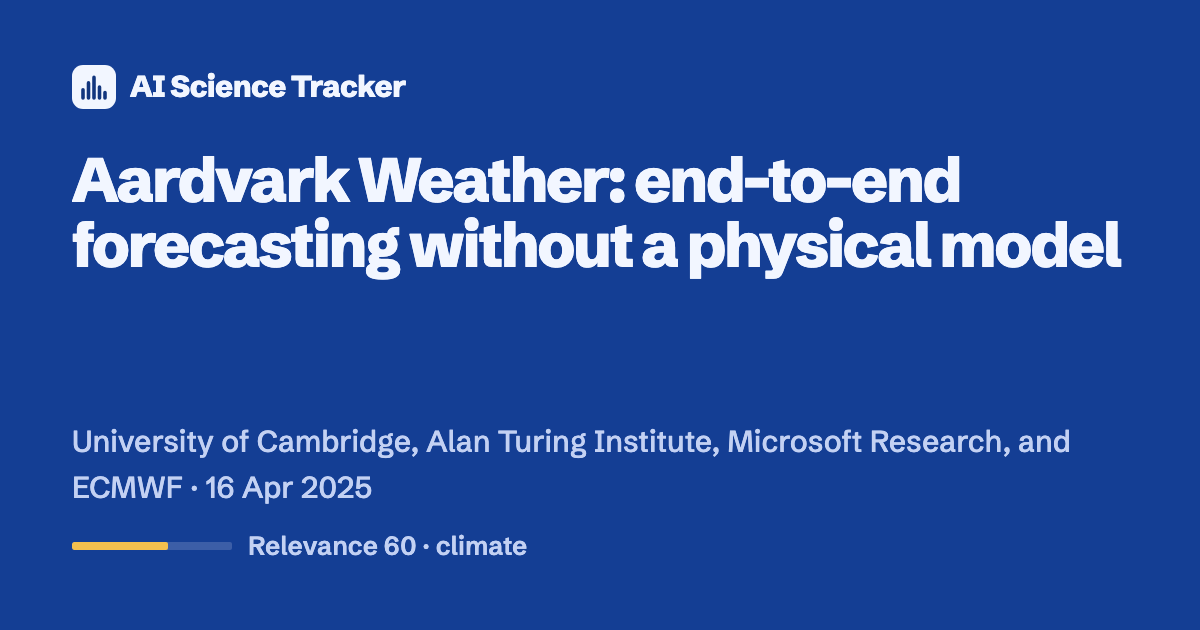 AI Science Tracker
Aardvark Weather: end-to-end
forecasting without a physical model
University of Cambridge, Alan Turing Institute, Microsoft Research, and
ECMWF · 16 Apr 2025
Relevance 60 · climate